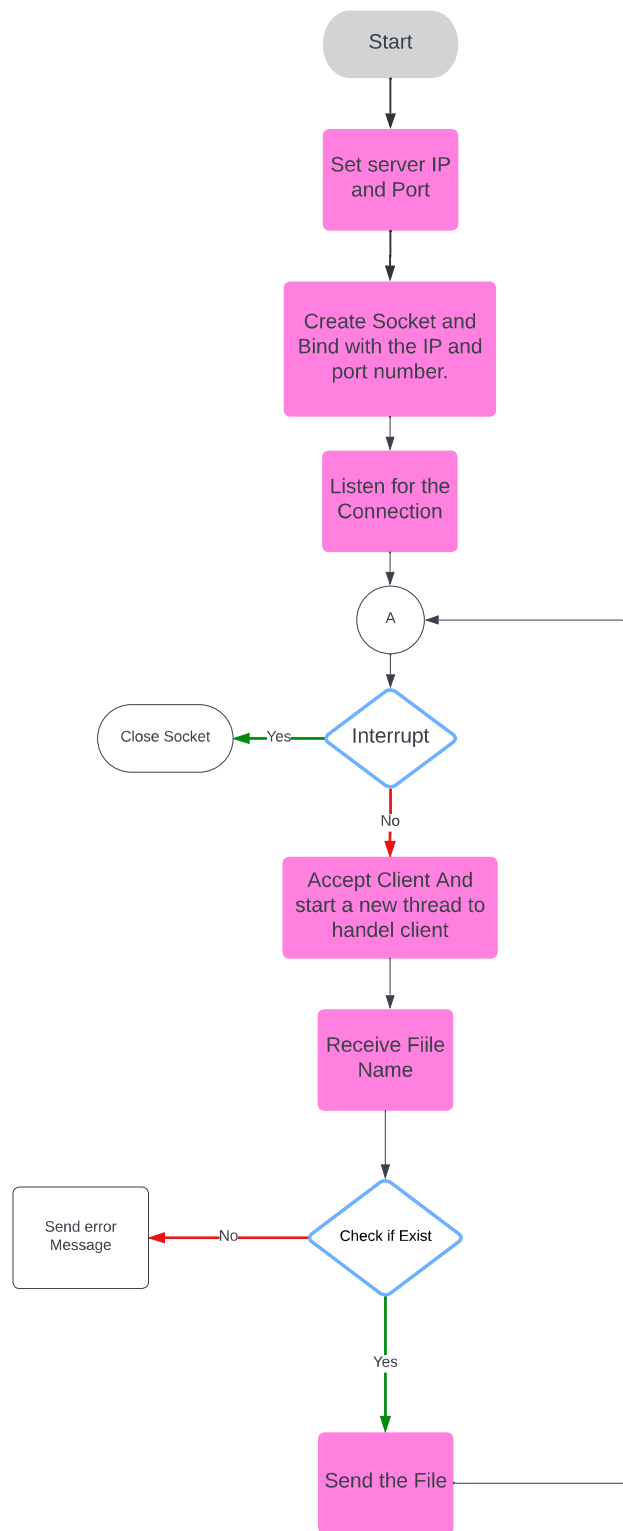 Start
Set server IP
and Port
Create Socket and
Bind with the IP and
port number.
Listen for the
Connection
A
Close Socket
Yes
Interrupt
No
Accept Client And
start a new thread to
handel client
Receive Fiile
Name
Send error
Message
No
Check if Exist
Yes
Send the File